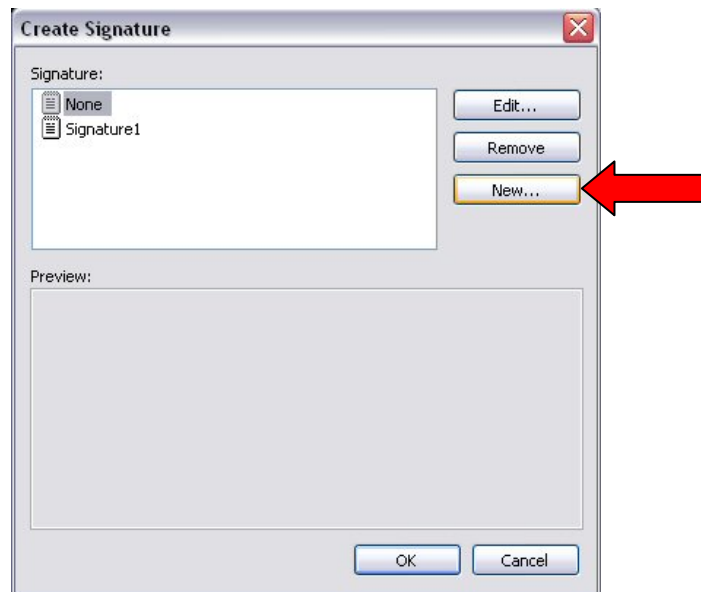 Create Signature
Signature:
None
Signature1
Edit...
Remove
New...
Preview:
OK
Cancel